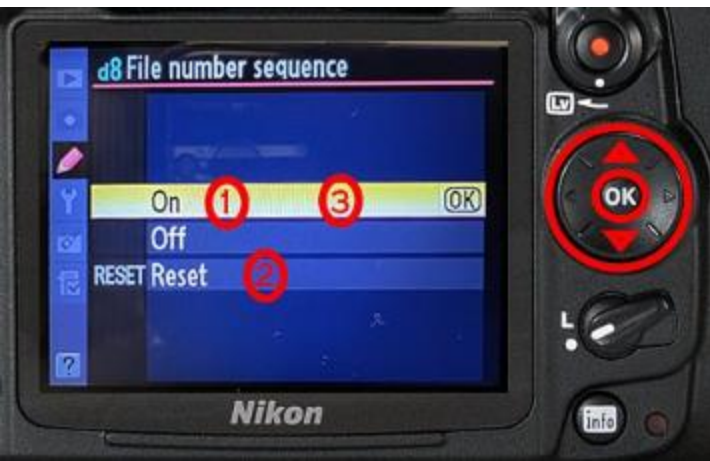 d8 File number sequence
Lv
On 1 3 OK
OK
Off
RESET Reset 2
L
?
Nikon
info